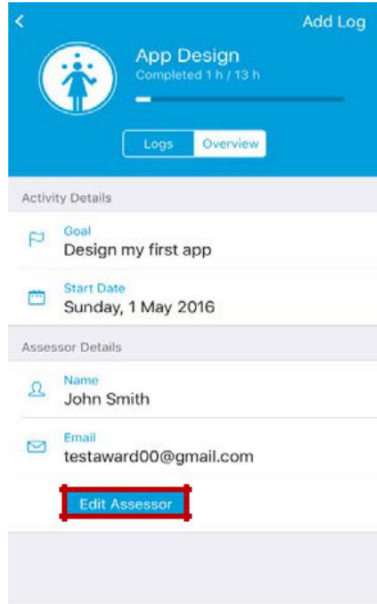 Add Log
App Design
Completed 1 h / 13 h
Logs Overview
Activity Details
Goal
Design my first app
Start Date
Sunday, 1 May 2016
Assessor Details
Name
John Smith
Email
testaward00@gmail.com
Edit Assessor